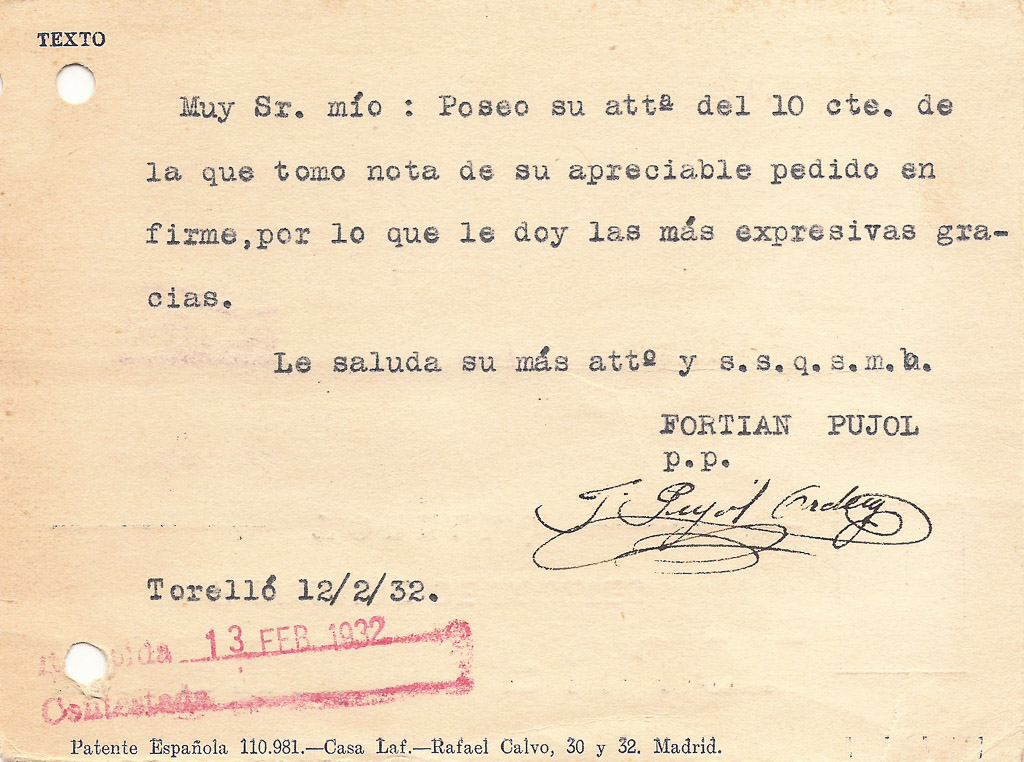 TEXTO
Muy Sr. mío : Poseo su attª del 10 cte. de
la que tomo nota de su apreciable pedido en
firme,por lo que le doy las más expresivas gra-
cias.
Le saluda su más attº y s.s.q.s.m.b.
FORTIAN PUJOL
p.p.
Pujol
Torelló 12/2/32.
13 FEB. 1932
Contestada
Patente Española 110.981.—Casa Laf.—Rafael Calvo, 30 y 32. Madrid.